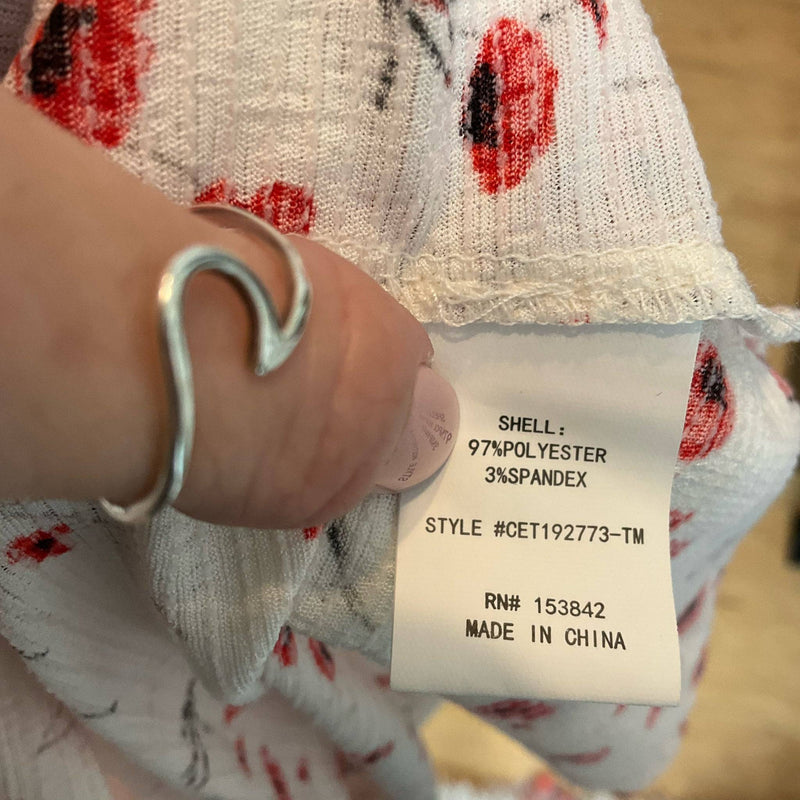 SHELL:
97%POLYESTER
3%SPANDEX
STYLE #CET192773-TM
RN# 153842
MADE IN CHINA